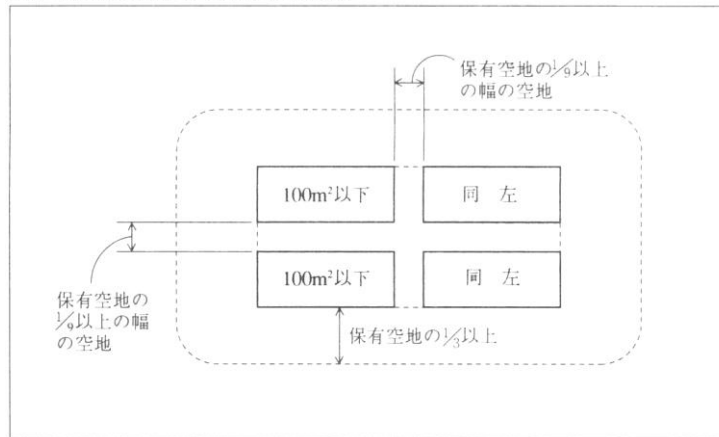 保有空地の1/9以上
の幅の空地
100m²以下
同 左
100m²以下
同 左
保有空地の
1/9以上の幅
の空地
保有空地の1/3以上